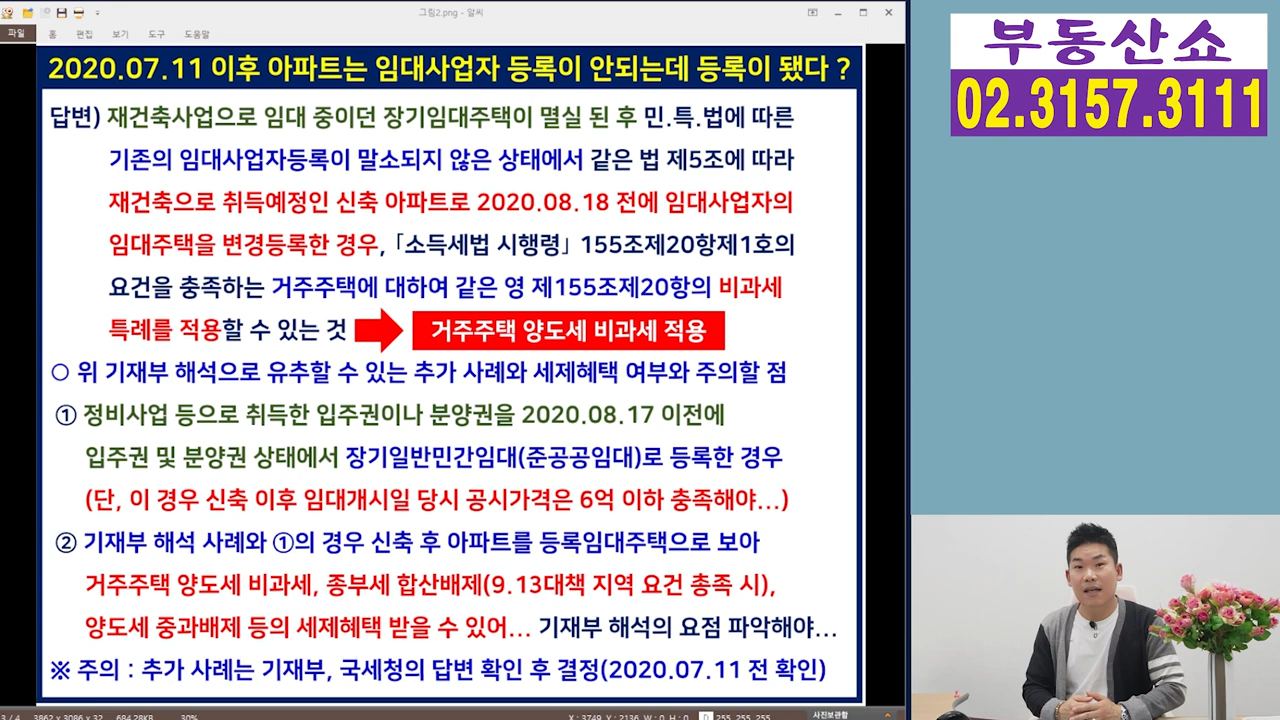 그림2.png - 알씨
파일 홈 편집 보기 도구 도움말
2020.07.11 이후 아파트는 임대사업자 등록이 안되는데 등록이 됐다 ?
답변) 재건축사업으로 임대 중이던 장기임대주택이 멸실 된 후 민.특.법에 따른
기존의 임대사업자등록이 말소되지 않은 상태에서 같은 법 제5조에 따라
재건축으로 취득예정인 신축 아파트로 2020.08.18 전에 임대사업자의
임대주택을 변경등록한 경우, 「소득세법 시행령」 155조제20항제1호의
요건을 충족하는 거주주택에 대하여 같은 영 제155조제20항의 비과세
특례를 적용할 수 있는 것 거주주택 양도세 비과세 적용
○ 위 기재부 해석으로 유추할 수 있는 추가 사례와 세제혜택 여부와 주의할 점
① 정비사업 등으로 취득한 입주권이나 분양권을 2020.08.17 이전에
입주권 및 분양권 상태에서 장기일반민간임대(준공공임대)로 등록한 경우
(단, 이 경우 신축 이후 임대개시일 당시 공시가격은 6억 이하 충족해야...)
② 기재부 해석 사례와 ①의 경우 신축 후 아파트를 등록임대주택으로 보아
거주주택 양도세 비과세, 종부세 합산배제(9.13대책 지역 요건 총족 시),
양도세 중과배제 등의 세제혜택 받을 수 있어... 기재부 해석의 요점 파악해야...
※ 주의 : 추가 사례는 기재부, 국세청의 답변 확인 후 결정(2020.07.11 전 확인)
3 / 4 3862 x 3086 x 32 684.28KB 30% X : 3749, Y : 2136, W : 0, H : 0 255, 255, 255 사진보관함
부동산쇼
02.3157.3111